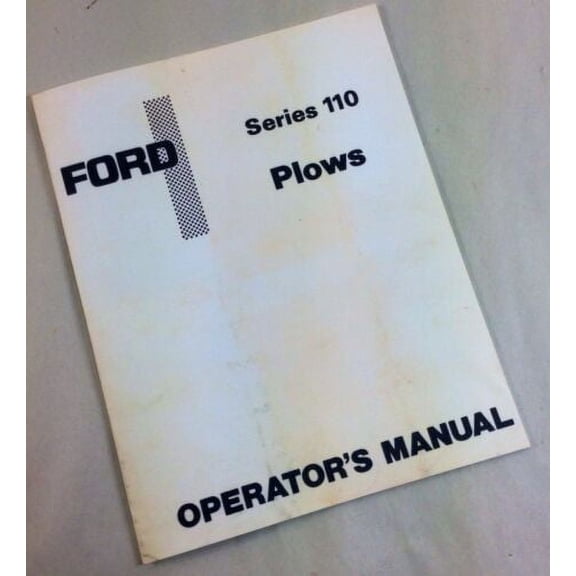 FORD
Series 110
Plows
OPERATOR'S MANUAL